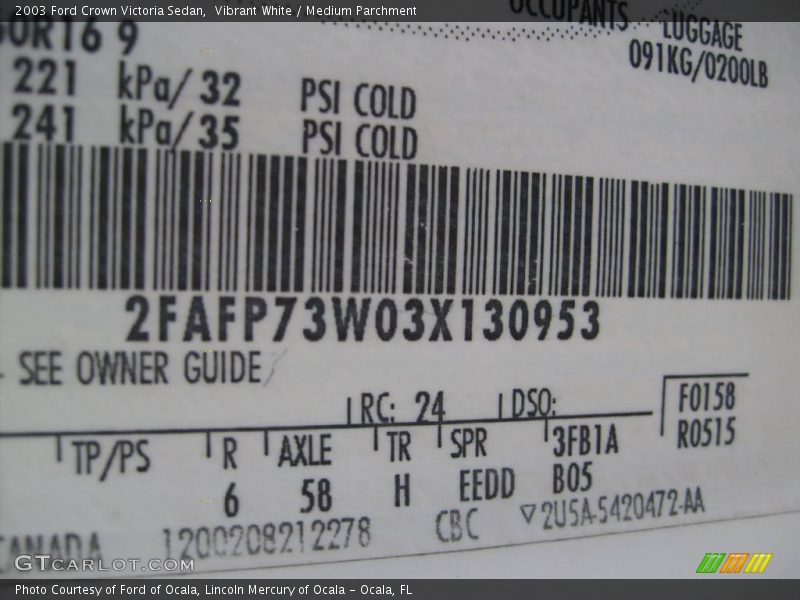 2003 Ford Crown Victoria Sedan,  Vibrant White / Medium Parchment
OCCUPANTS
LUGGAGE
0R16 9
091KG/0200LB
221 kPa/ 32 PSI COLD
241 kPa/ 35 PSI COLD
2FAFP73W03X130953
SEE OWNER GUIDE
RC: 24 DSO:
F0158
R0515
TP/PS R AXLE TR SPR 3FB1A
6 58 H EEDD B05
CANADA 1200208212278 CBC ▽2U5A-5420472-AA
GTCARLOT.COM
Photo Courtesy of Ford of Ocala, Lincoln Mercury of Ocala – Ocala, FL